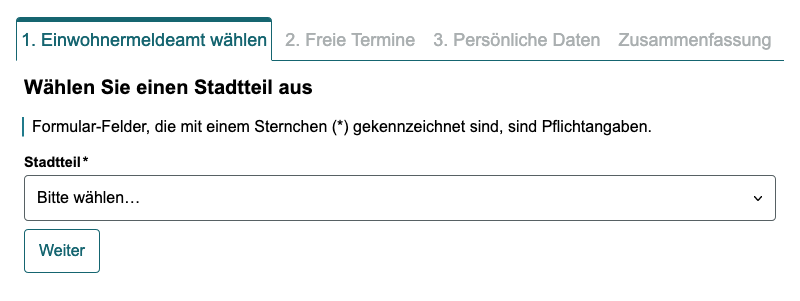 1. Einwohnermeldeamt wählen 2. Freie Termine 3. Persönliche Daten Zusammenfassung
Wählen Sie einen Stadtteil aus
Formular-Felder, die mit einem Sternchen (*) gekennzeichnet sind, sind Pflichtangaben.
Stadtteil*
Bitte wählen…
Weiter